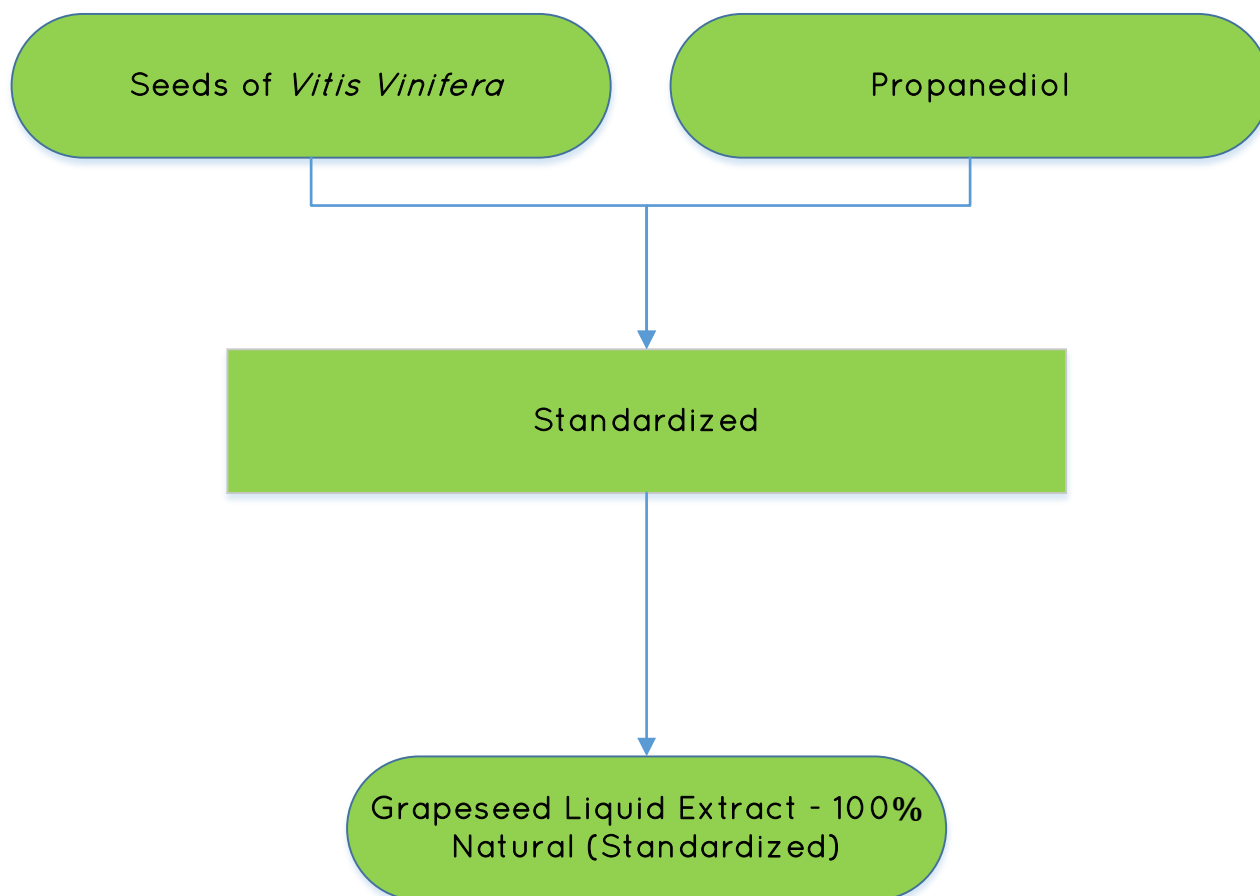 Seeds of Vitis Vinifera
Propanediol
Standardized
Grapeseed Liquid Extract - 100%
Natural (Standardized)